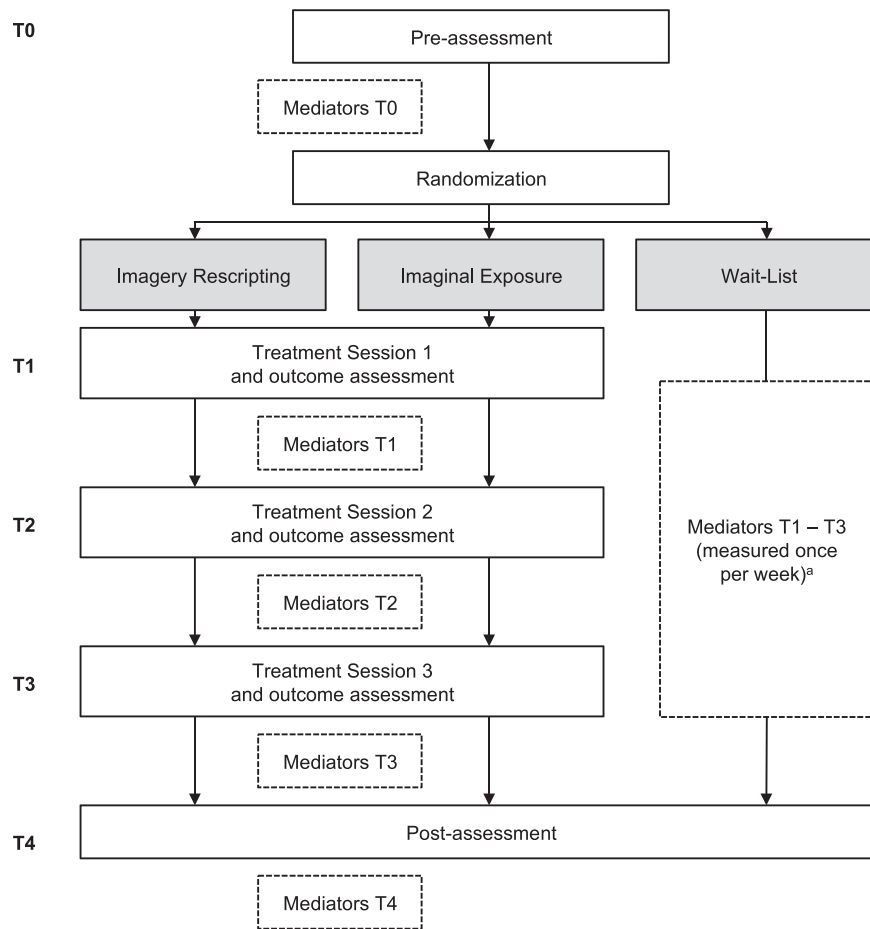 T0
Pre-assessment
Mediators T0
Randomization
Imagery Rescripting
Imaginal Exposure
Wait-List
T1
Treatment Session 1
and outcome assessment
Mediators T1
T2
Treatment Session 2
and outcome assessment
Mediators T2
Mediators T1 – T3
(measured once
per week)ᵃ
T3
Treatment Session 3
and outcome assessment
Mediators T3
T4
Post-assessment
Mediators T4